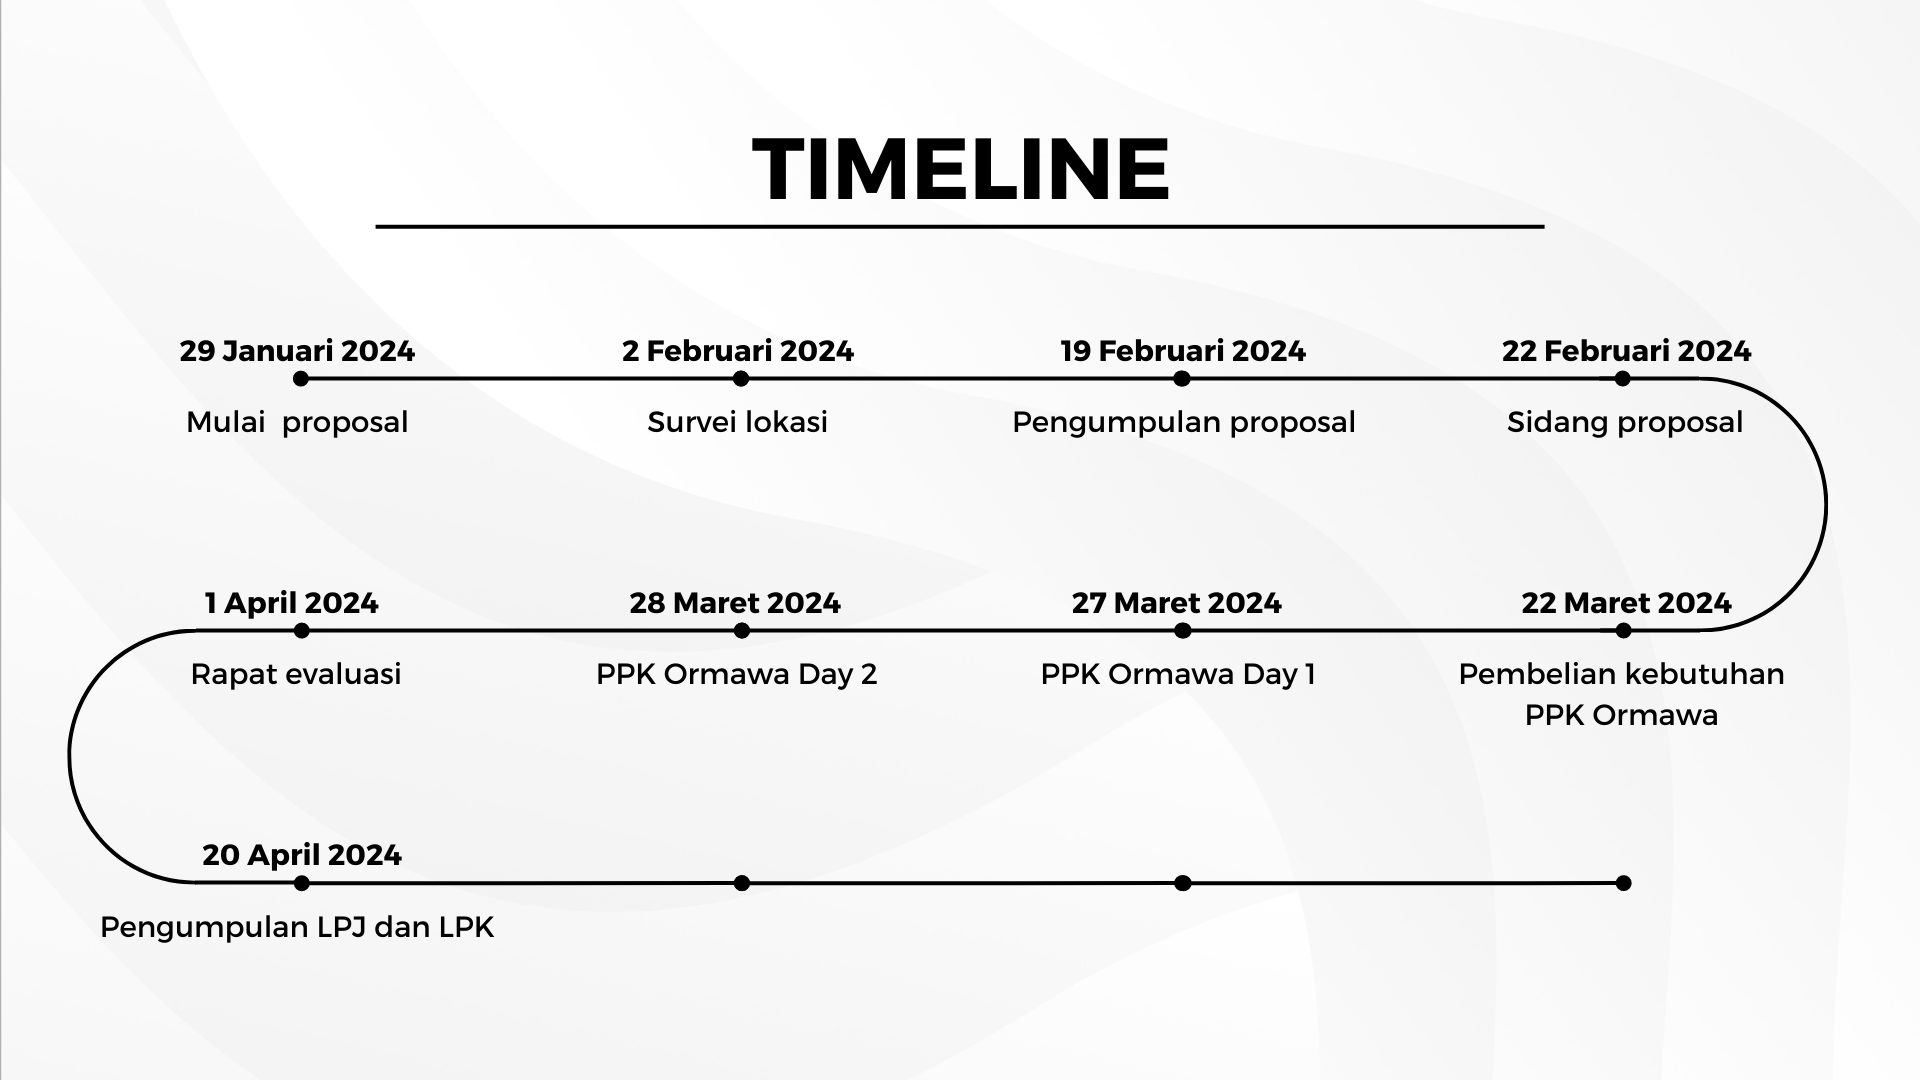 TIMELINE
29 Januari 2024
Mulai  proposal
2 Februari 2024
Survei lokasi
19 Februari 2024
Pengumpulan proposal
22 Februari 2024
Sidang proposal
22 Maret 2024
Pembelian kebutuhan
PPK Ormawa
27 Maret 2024
PPK Ormawa Day 1
28 Maret 2024
PPK Ormawa Day 2
1 April 2024
Rapat evaluasi
20 April 2024
Pengumpulan LPJ dan LPK